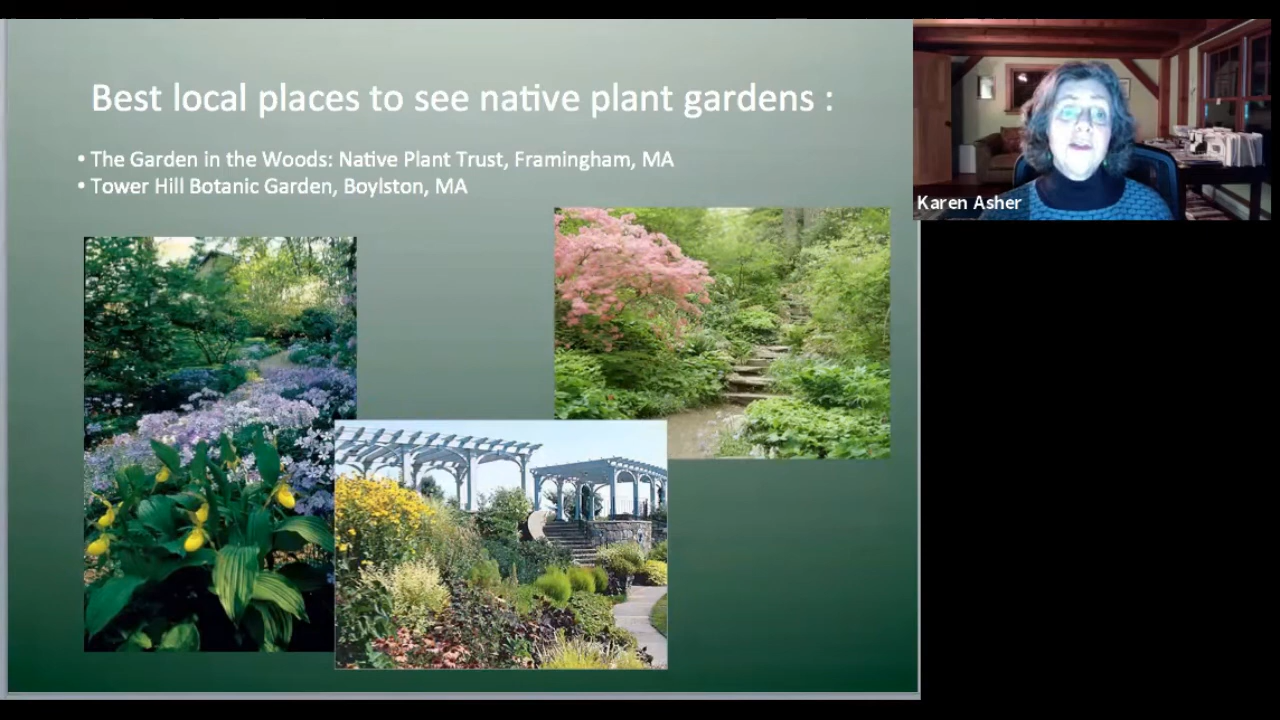 Best local places to see native plant gardens :
• The Garden in the Woods: Native Plant Trust, Framingham, MA
• Tower Hill Botanic Garden, Boylston, MA
Karen Asher